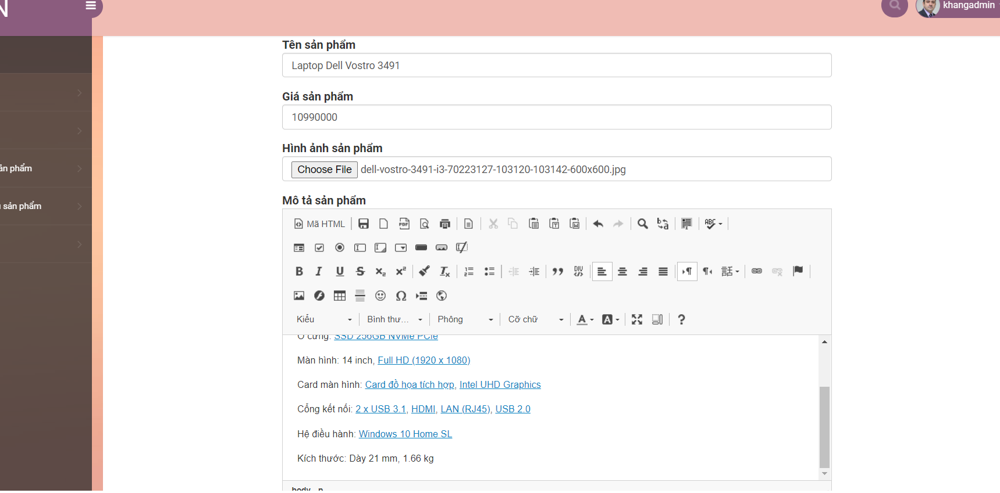 N
khangadmin
ản phẩm
sản phẩm
Tên sản phẩm
Laptop Dell Vostro 3491
Giá sản phẩm
10990000
Hình ảnh sản phẩm
Choose File dell-vostro-3491-i3-70223127-103120-103142-600x600.jpg
Mô tả sản phẩm
Mã HTML
Kiểu Bình thư... Phông Cỡ chữ
Ổ cứng: SSD 256GB NVMe PCIe
Màn hình: 14 inch, Full HD (1920 x 1080)
Card màn hình: Card đồ họa tích hợp, Intel UHD Graphics
Cổng kết nối: 2 x USB 3.1, HDMI, LAN (RJ45), USB 2.0
Hệ điều hành: Windows 10 Home SL
Kích thước: Dày 21 mm, 1.66 kg
body p